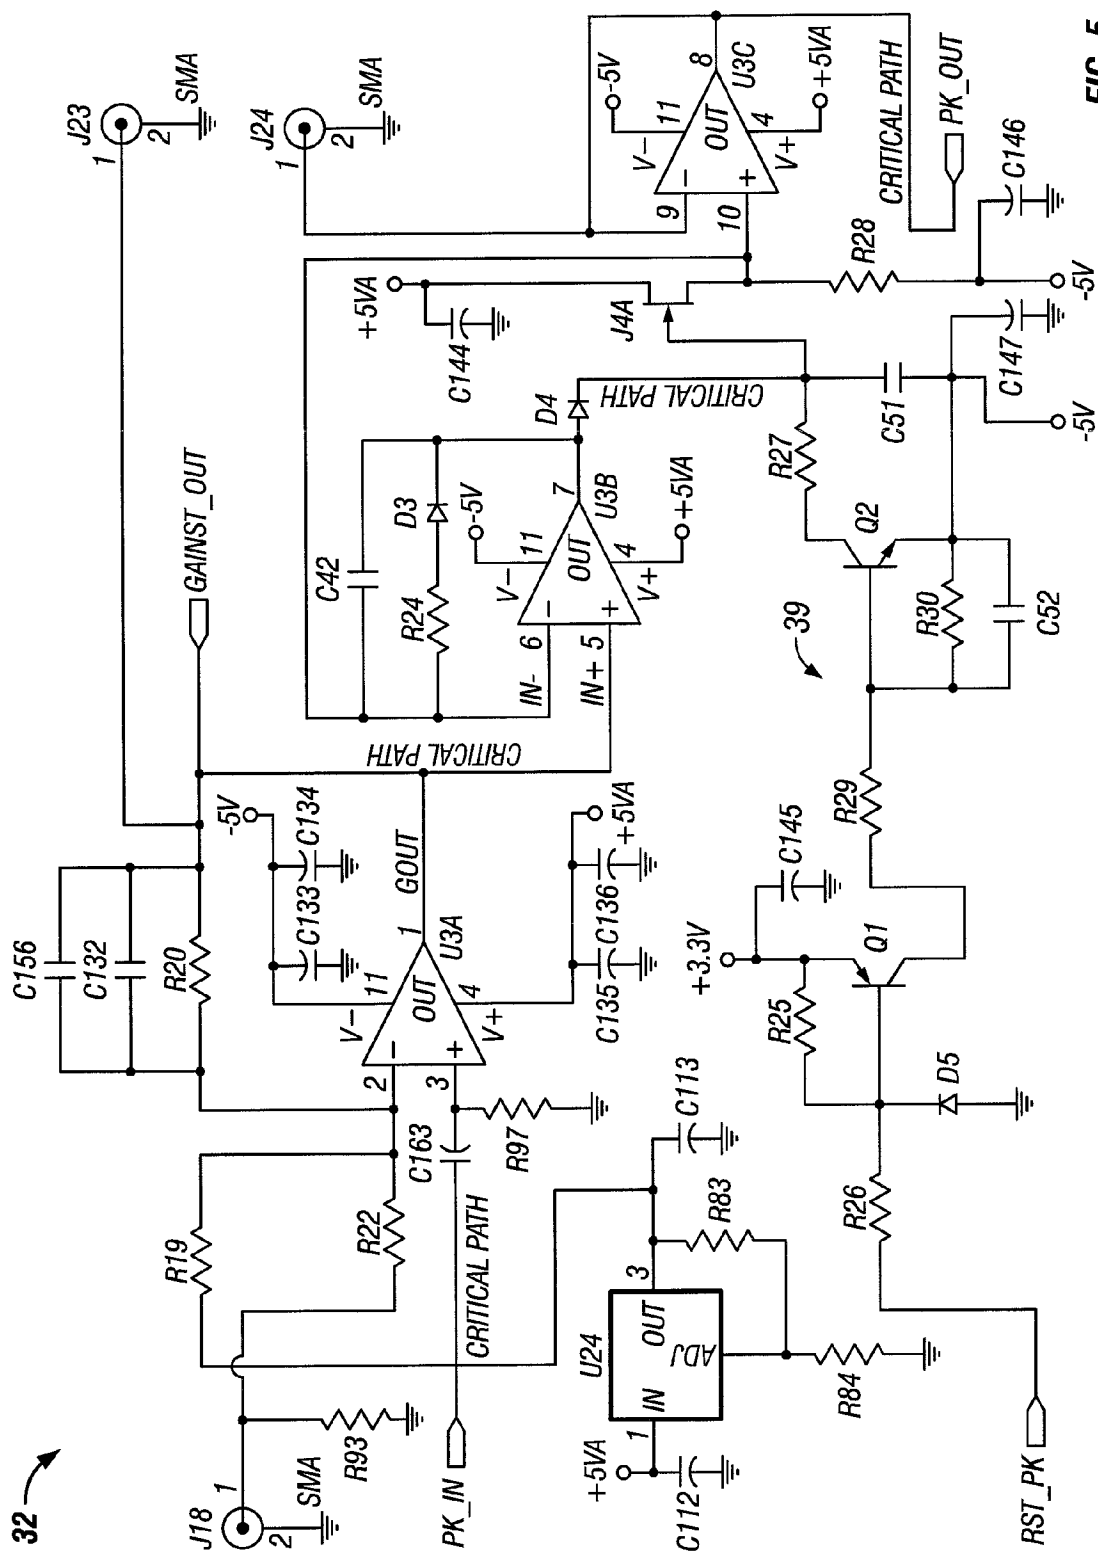 32
J18
1
2
SMA
R93
PK_IN
CRITICAL PATH
R19
R22
C163
R97
2
3
C156
C132
R20
V-
11
OUT
4
V+
1
U3A
GOUT
-5V
C133
C134
C135
C136
+5VA
CRITICAL PATH
GAINST_OUT
J23
1
2
SMA
J24
1
2
SMA
C42
R24
D3
IN- 6
IN+ 5
V-
11
-5V
OUT
4
V+
+5VA
7
U3B
D4
CRITICAL PATH
+5VA
C144
J4A
9
10
V-
11
-5V
OUT
4
V+
+5VA
8
U3C
CRITICAL PATH
PK_OUT
R28
C146
-5V
C147
-5V
C51
R27
Q2
39
R30
C52
R29
+3.3V
C145
Q1
R25
D5
R26
RST_PK
+5VA
C112
1
IN
U24
OUT
ADJ
3
R83
R84
C113
FIG. 5